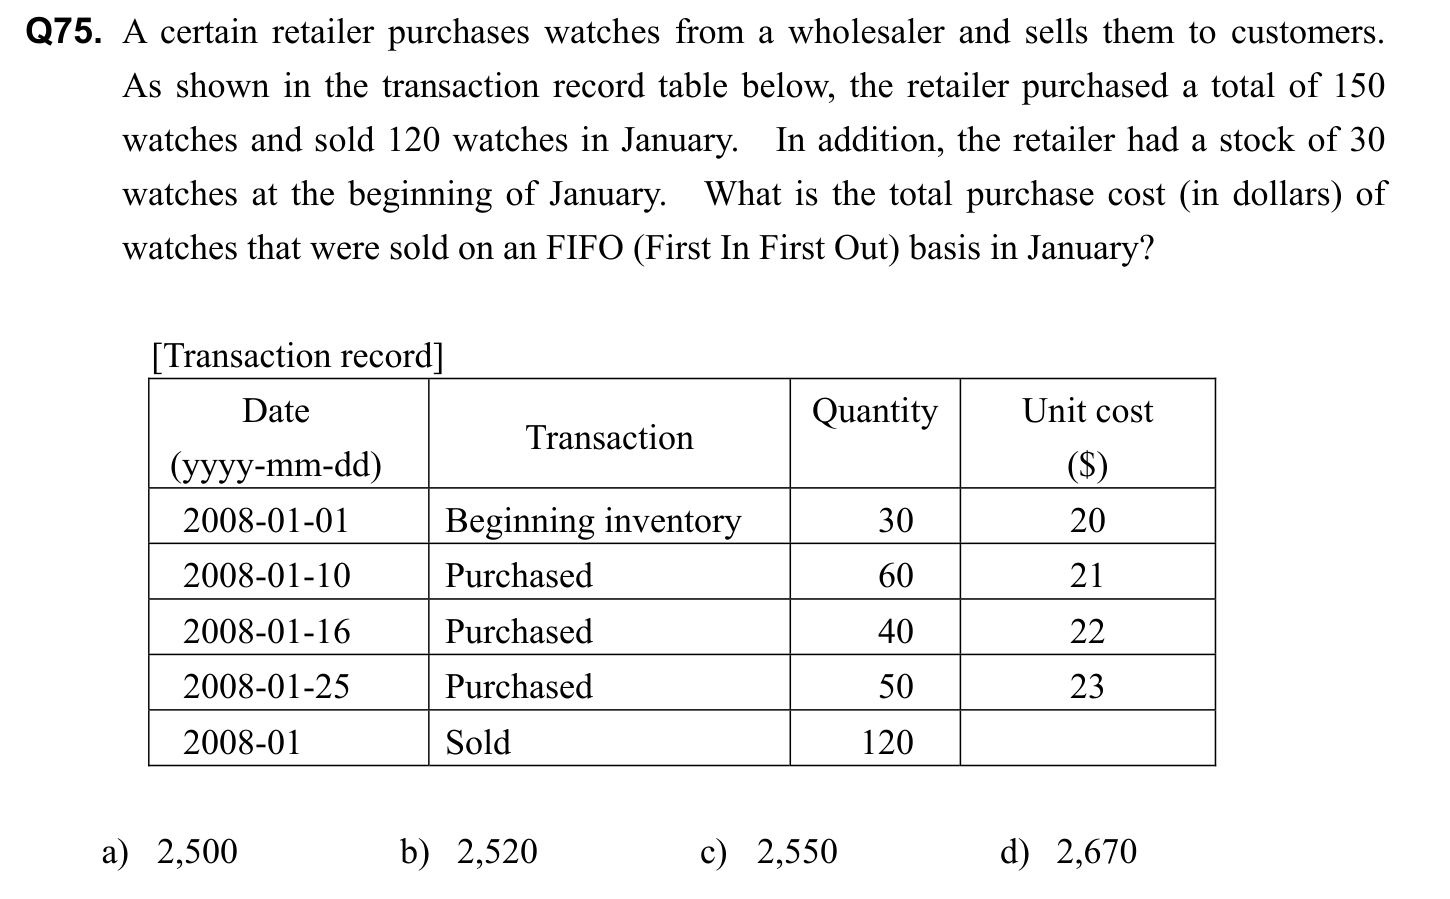 Q75. A certain retailer purchases watches from a wholesaler and sells them to customers.
As shown in the transaction record table below, the retailer purchased a total of 150
watches and sold 120 watches in January. In addition, the retailer had a stock of 30
watches at the beginning of January. What is the total purchase cost (in dollars) of
watches that were sold on an FIFO (First In First Out) basis in January?
[Transaction record]
Date (yyyy-mm-dd) Transaction Quantity Unit cost ($)
2008-01-01 Beginning inventory 30 20
2008-01-10 Purchased 60 21
2008-01-16 Purchased 40 22
2008-01-25 Purchased 50 23
2008-01 Sold 120
a) 2,500 b) 2,520 c) 2,550 d) 2,670